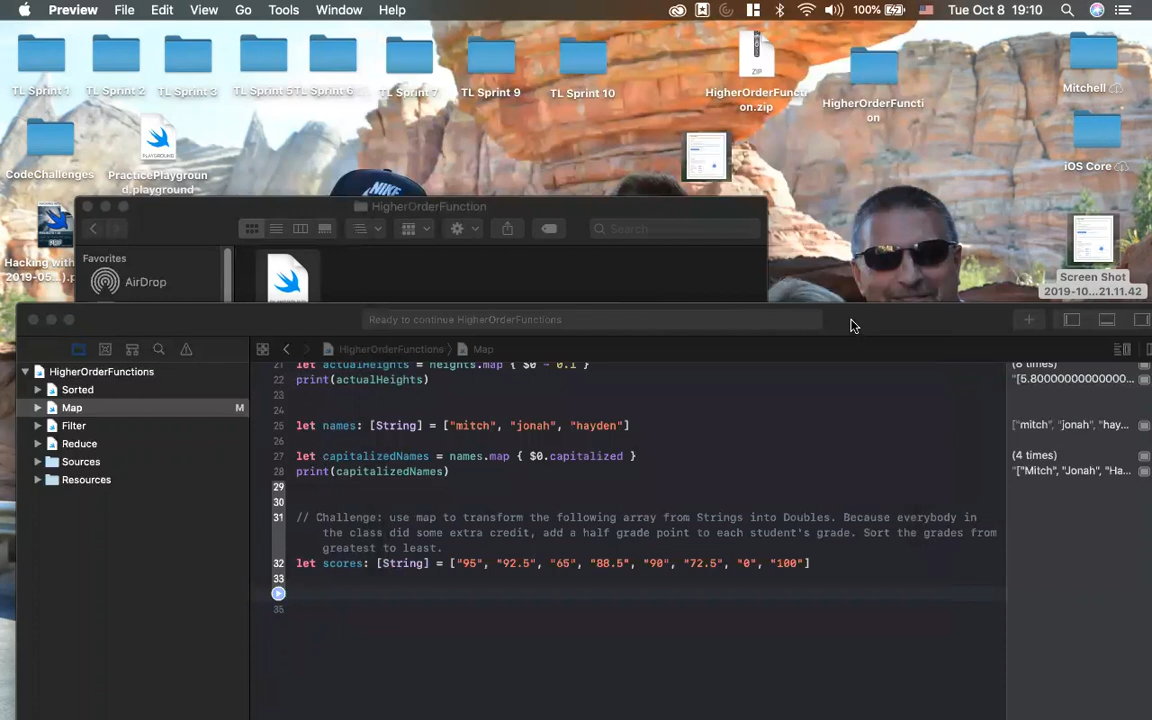 Preview File Edit View Go Tools Window Help 100% Tue Oct 8 19:10
TL Sprint 1 TL Sprint 2 TL Sprint 3 TL Sprint 5 TL Sprint 6 TL Sprint 7 TL Sprint 9 TL Sprint 10
HigherOrderFuncti
on.zip
HigherOrderFuncti
on
Mitchell
CodeChallenges
PracticePlaygroun
d.playground
iOS Core
ZIP
PLAYGROUND
NIKE
Hacking with
2019-05...).p
PDF
Screen Shot
2019-10...21.11.42
HigherOrderFunction
Search
Favorites
AirDrop
Ready to continue HigherOrderFunctions
HigherOrderFunctions 〉 Map
HigherOrderFunctions
Sorted
Map M
Filter
Reduce
Sources
Resources
21 let actualHeights = heights.map { $0 - 0.1 }
22 print(actualHeights)
23
24
25 let names: [String] = ["mitch", "jonah", "hayden"]
26
27 let capitalizedNames = names.map { $0.capitalized }
28 print(capitalizedNames)
29
30
31 // Challenge: use map to transform the following array from Strings into Doubles. Because everybody in
the class did some extra credit, add a half grade point to each student's grade. Sort the grades from
greatest to least.
32 let scores: [String] = ["95", "92.5", "65", "88.5", "90", "72.5", "0", "100"]
33
35
(8 times)
"[5.80000000000000...
["mitch", "jonah", "hay...
(4 times)
"["Mitch", "Jonah", "Ha...